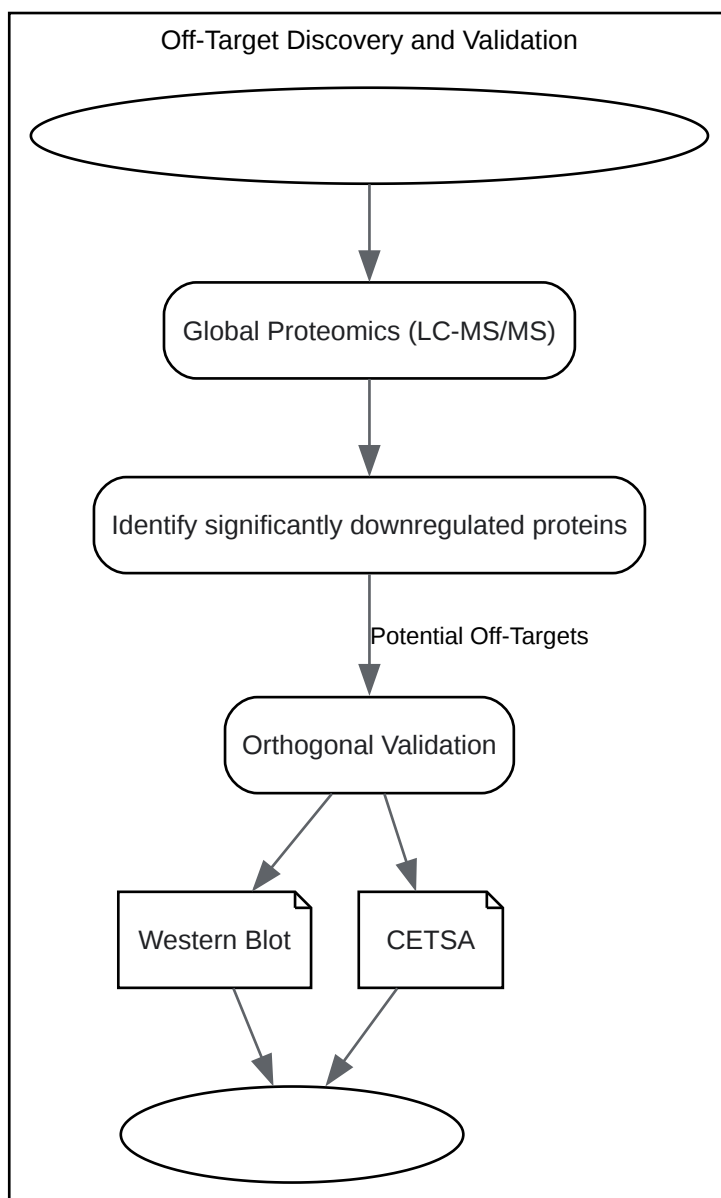 Off-Target Discovery and Validation
Global Proteomics (LC-MS/MS)
Identify significantly downregulated proteins
Potential Off-Targets
Orthogonal Validation
Western Blot
CETSA